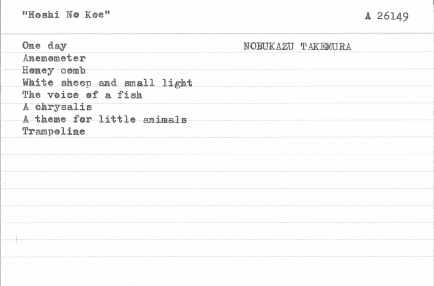 "Hoshi No Koe" A 26149
One day NOBUKAZU TAKEMURA
Anemometer
Honey comb
White sheep and small light
The voice of a fish
A chrysalis
A theme for little animals
Trampoline